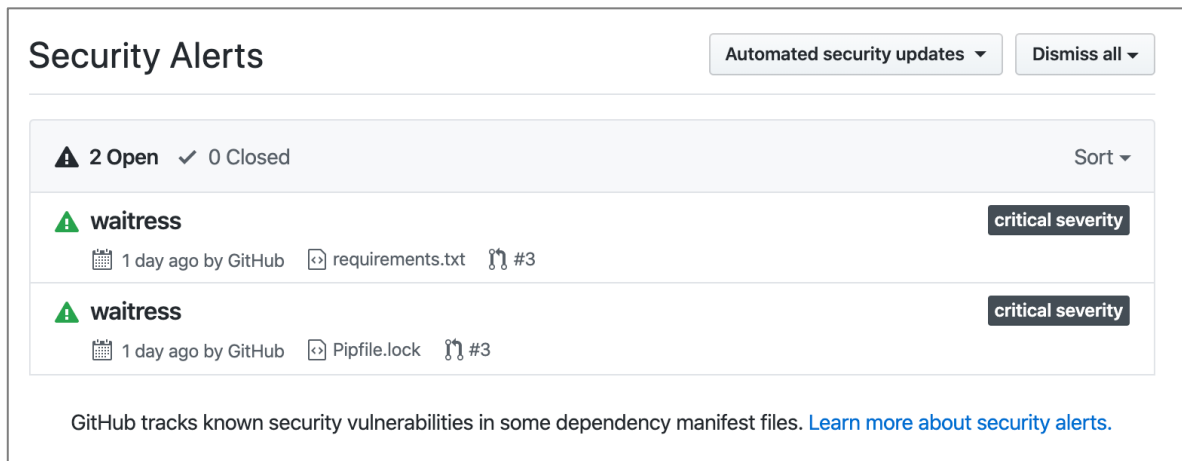 Security Alerts
Automated security updates
Dismiss all
2 Open
0 Closed
Sort
waitress
critical severity
1 day ago by GitHub
requirements.txt
#3
waitress
critical severity
1 day ago by GitHub
Pipfile.lock
#3
GitHub tracks known security vulnerabilities in some dependency manifest files. Learn more about security alerts.